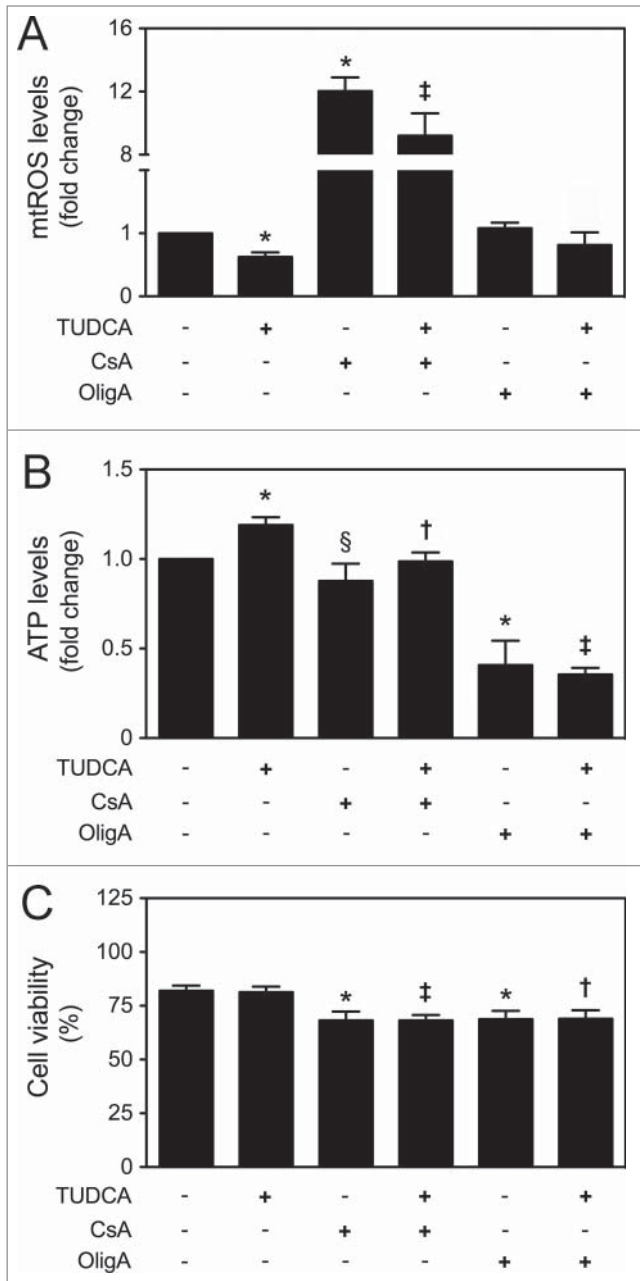 A
mtROS levels
(fold change)
16
12
8
1
0
* * ‡
TUDCA - + - + - +
CsA - - + + - -
OligA - - - - + +
B
ATP levels
(fold change)
1.5
1.0
0.5
0
* § † * ‡
TUDCA - + - + - +
CsA - - + + - -
OligA - - - - + +
C
Cell viability
(%)
125
100
75
50
25
0
* ‡ * †
TUDCA - + - + - +
CsA - - + + - -
OligA - - - - + +